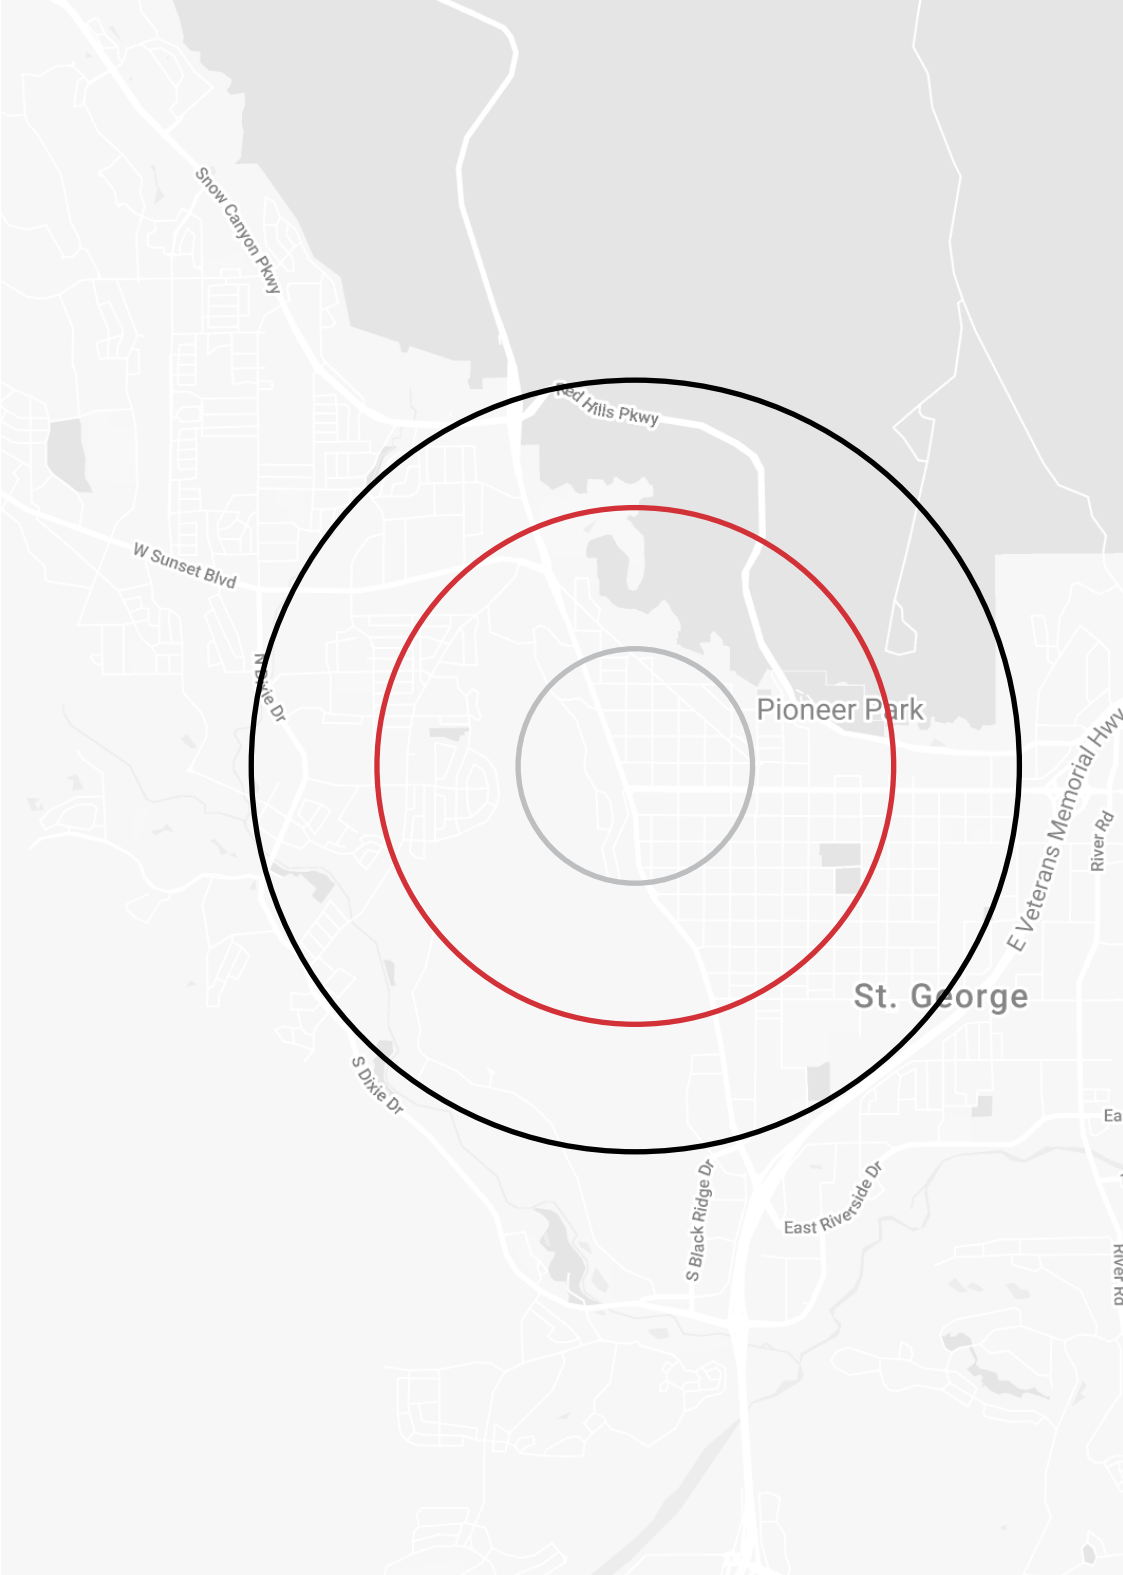 Snow Canyon Pkwy
Red Hills Pkwy
W Sunset Blvd
N Dixie Dr
Pioneer Park
E Veterans Memorial Hwy
River Rd
St. George
S Dixie Dr
Ea
S Black Ridge Dr
East Riverside Dr
River Rd